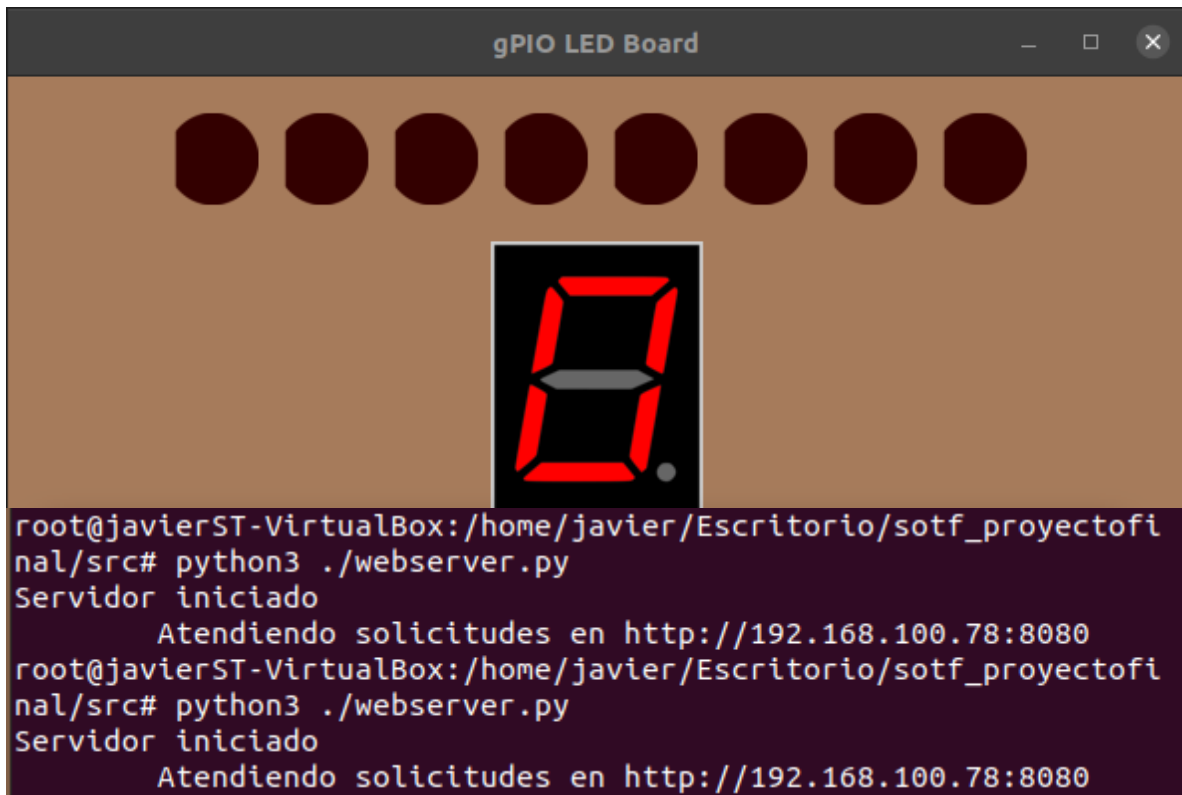 gPIO LED Board
0
root@javierST-VirtualBox:/home/javier/Escritorio/sotf_proyectofi
nal/src# python3 ./webserver.py
Servidor iniciado
Atendiendo solicitudes en http://192.168.100.78:8080
root@javierST-VirtualBox:/home/javier/Escritorio/sotf_proyectofi
nal/src# python3 ./webserver.py
Servidor iniciado
Atendiendo solicitudes en http://192.168.100.78:8080